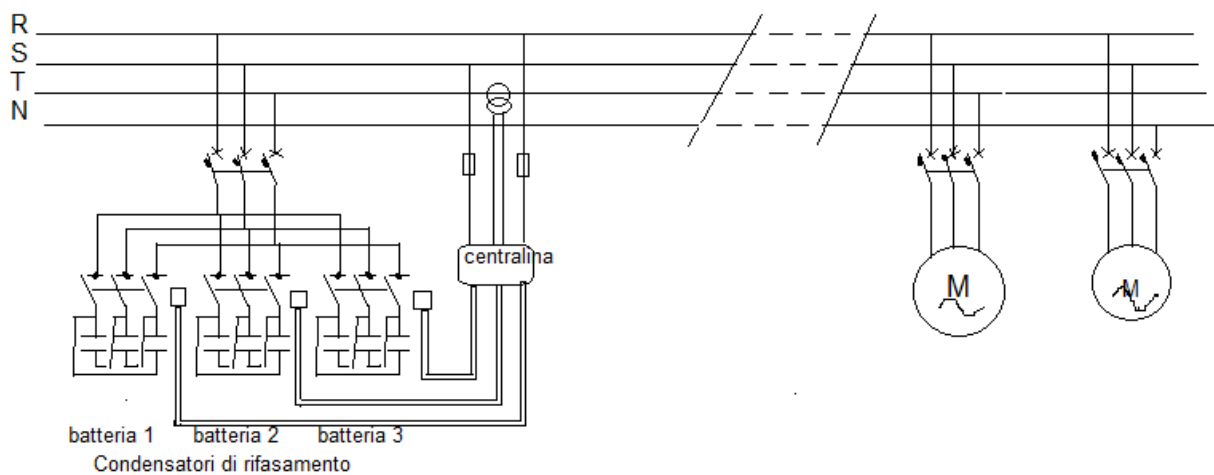 R
S
T
N
centralina
M
M
batteria 1
batteria 2
batteria 3
Condensatori di rifasamento